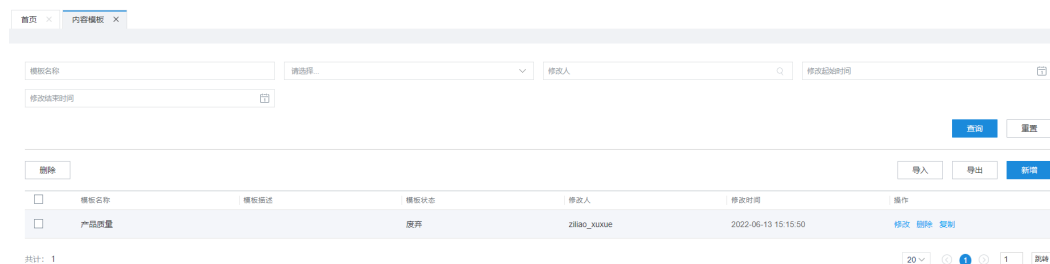 首页 × 内容模板 ×
模板名称 请选择... 修改人 修改起始时间
修改结束时间
查询 重置
删除 导入 导出 新增
模板名称 模板描述 模板状态 修改人 修改时间 操作
产品质量 废弃 ziliao_xuxue 2022-06-13 15:15:50 修改 删除 复制
共计：1 20 1 1 跳转